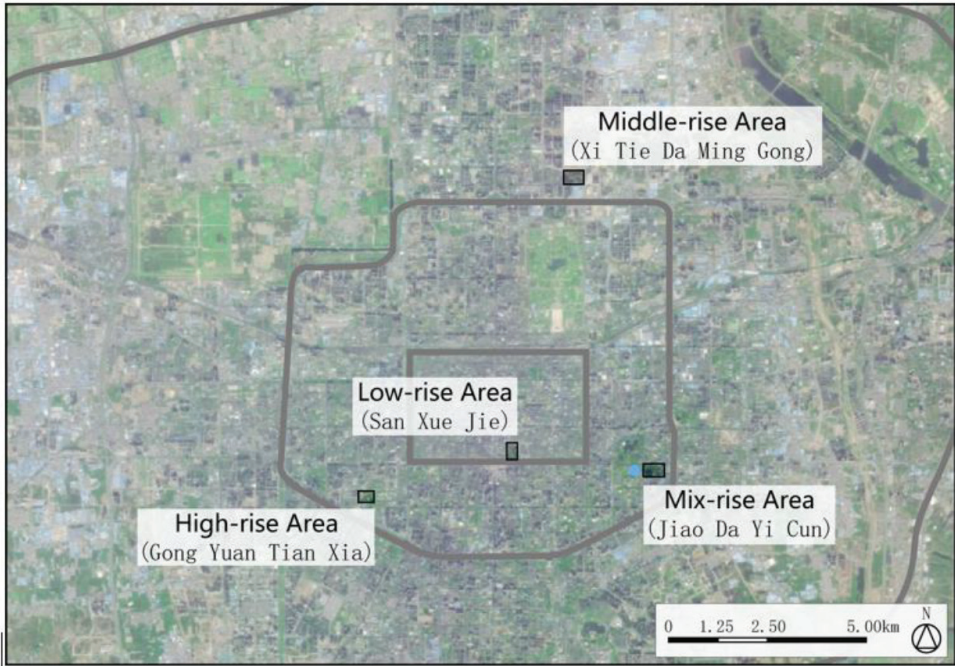 Middle-rise Area
(Xi Tie Da Ming Gong)
Low-rise Area
(San Xue Jie)
High-rise Area
(Gong Yuan Tian Xia)
Mix-rise Area
(Jiao Da Yi Cun)
0 1.25 2.50 5.00km
N